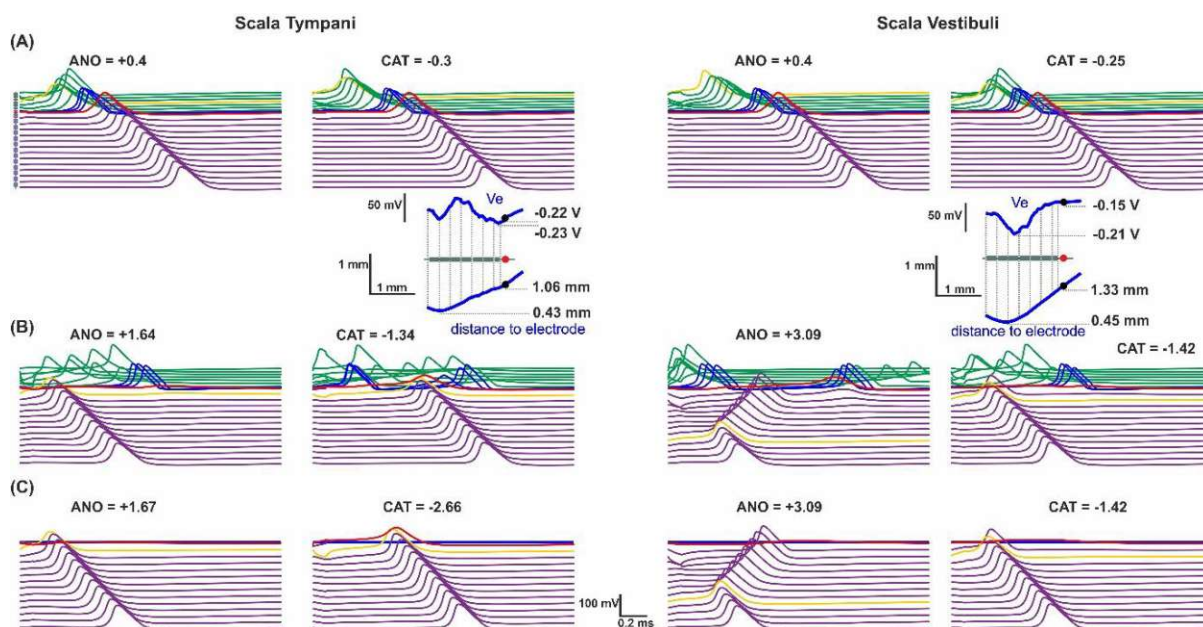 Scala Tympani
Scala Vestibuli
(A)
ANO = +0.4
CAT = -0.3
ANO = +0.4
CAT = -0.25
50 mV
Ve
-0.22 V
-0.23 V
1 mm
1 mm
1.06 mm
0.43 mm
distance to electrode
50 mV
Ve
-0.15 V
-0.21 V
1 mm
1 mm
1.33 mm
0.45 mm
distance to electrode
(B)
ANO = +1.64
CAT = -1.34
ANO = +3.09
CAT = -1.42
(C)
ANO = +1.67
CAT = -2.66
ANO = +3.09
CAT = -1.42
100 mV
0.2 ms